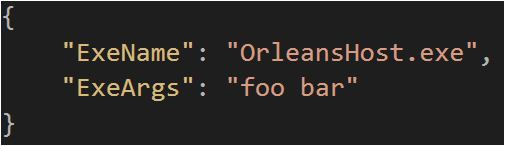 {
    "ExeName": "OrleansHost.exe",
    "ExeArgs": "foo bar"
}